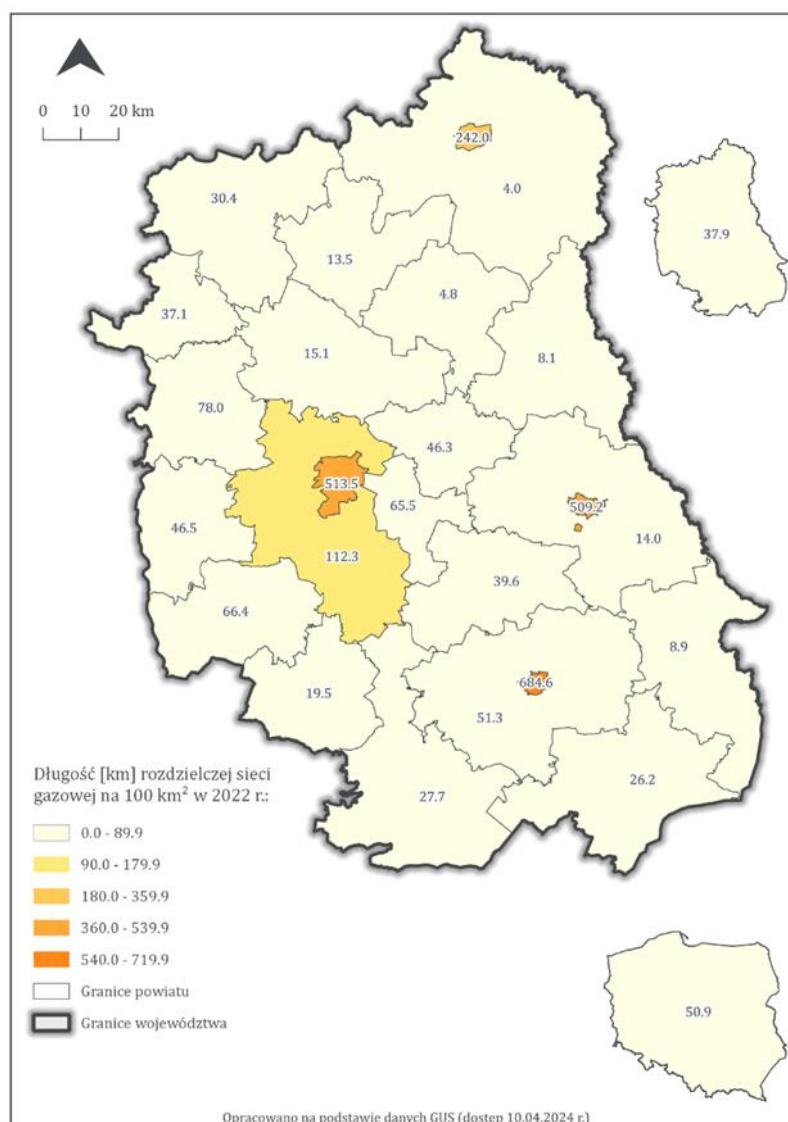 0 10 20 km
242.0
4.0
30.4
13.5
37.9
4.8
37.1
15.1
8.1
78.0
46.3
513.5
65.5
509.2
46.5
14.0
112.3
39.6
66.4
8.9
684.6
19.5
51.3
Długość [km] rozdzielczej sieci
gazowej na 100 km² w 2022 r.:
26.2
27.7
0.0 - 89.9
90.0 - 179.9
180.0 - 359.9
360.0 - 539.9
540.0 - 719.9
Granice powiatu
Granice województwa
50.9
Opracowano na podstawie danych GUS (dostęp 10.04.2024 r.)